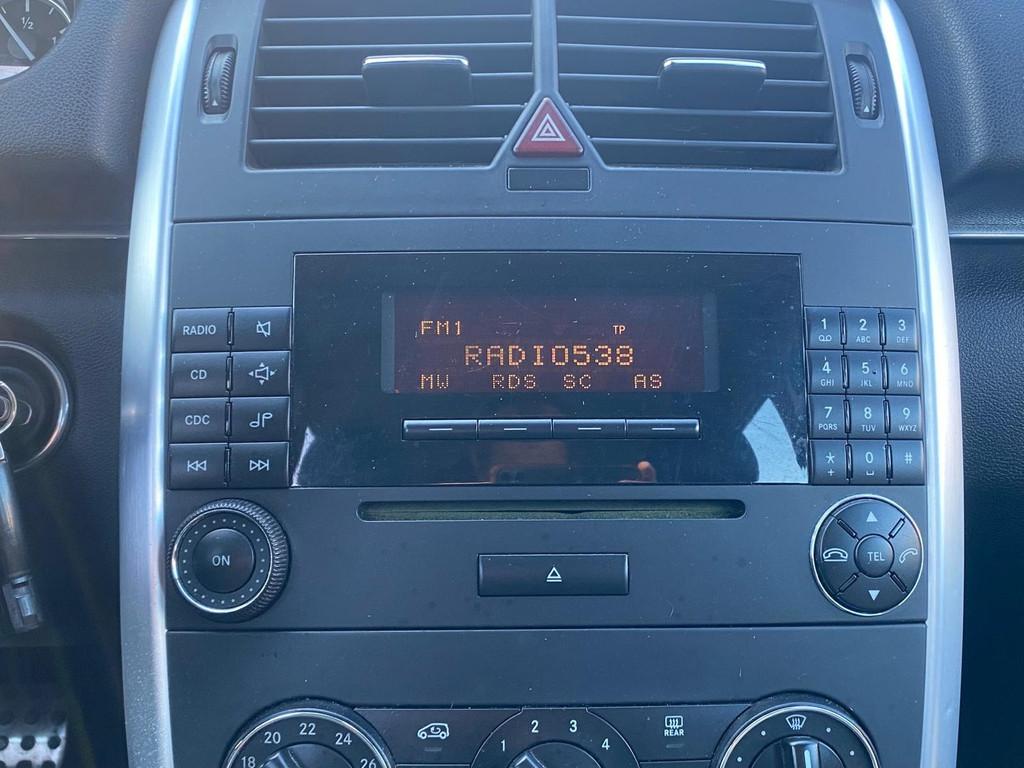 1/2
1
FM1 TP
RADIO538
MW RDS SC AS
RADIO
CD
CDC
ON
1
2 ABC
3 DEF
4 GHI
5 JKL
6 MNO
7 PQRS
8 TUV
9 WXYZ
*
+
0
#
TEL
18 20 22 24 26
1 2 3 4
REAR